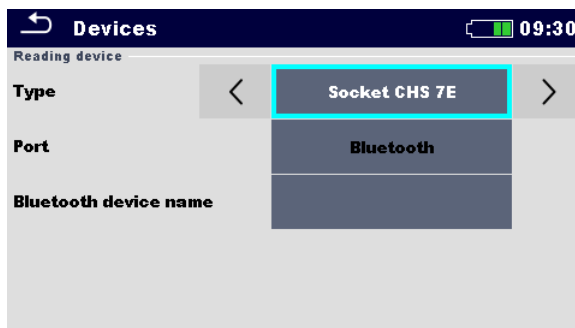 Devices 09:30
Reading device
Type Socket CHS 7E
Port Bluetooth
Bluetooth device name